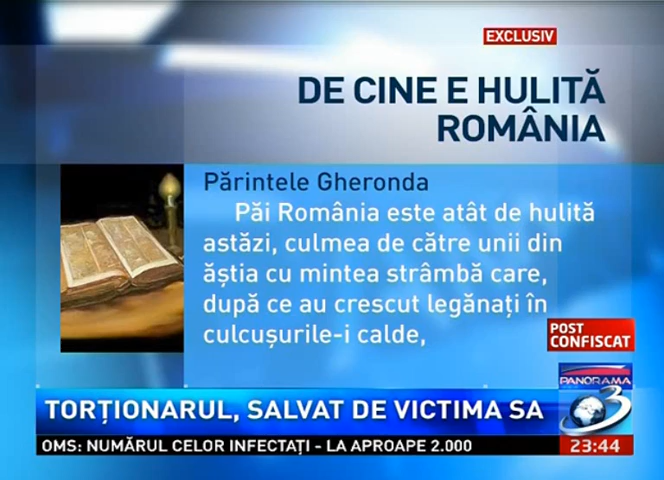 EXCLUSIV
DE CINE E HULITĂ
ROMÂNIA
Părintele Gheronda
Păi România este atât de hulită
astăzi, culmea de către unii din
ăștia cu mintea strâmbă care,
după ce au crescut legănați în
culcușurile-i calde,
POST
CONFISCAT
PANORAMA
3
TORȚIONARUL, SALVAT DE VICTIMA SA
OMS: NUMĂRUL CELOR INFECTAȚI - LA APROAPE 2.000
23:44